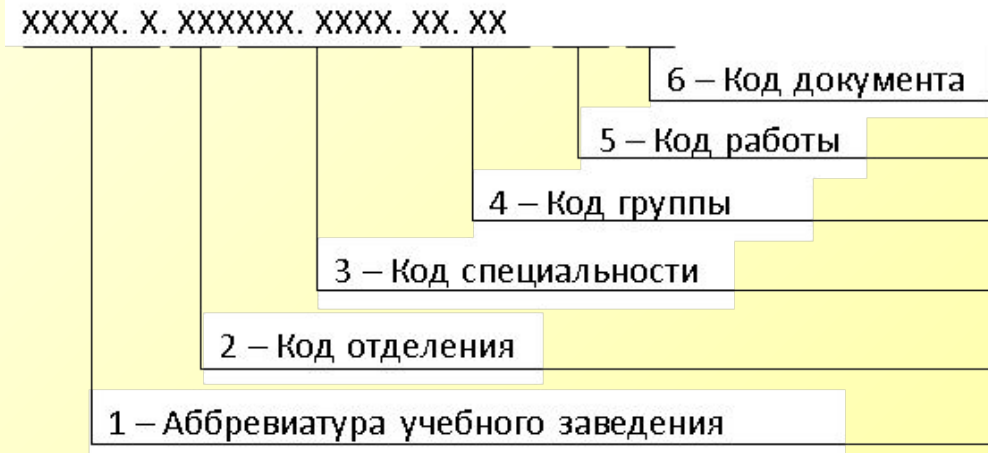 XXXXX. X. XXXXXX. XXXX. XX. XX
6 – Код документа
5 – Код работы
4 – Код группы
3 – Код специальности
2 – Код отделения
1 – Аббревиатура учебного заведения